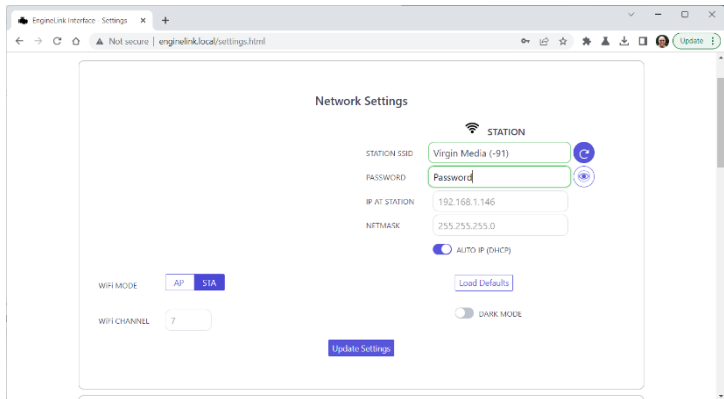 EngineLink Interface - Settings
Not secure | enginelink.local/settings.html
Update
Network Settings
STATION
STATION SSID Virgin Media (-91)
PASSWORD Password
IP AT STATION 192.168.1.146
NETMASK 255.255.255.0
AUTO IP (DHCP)
WiFi MODE AP STA Load Defaults
WiFi CHANNEL 7 DARK MODE
Update Settings